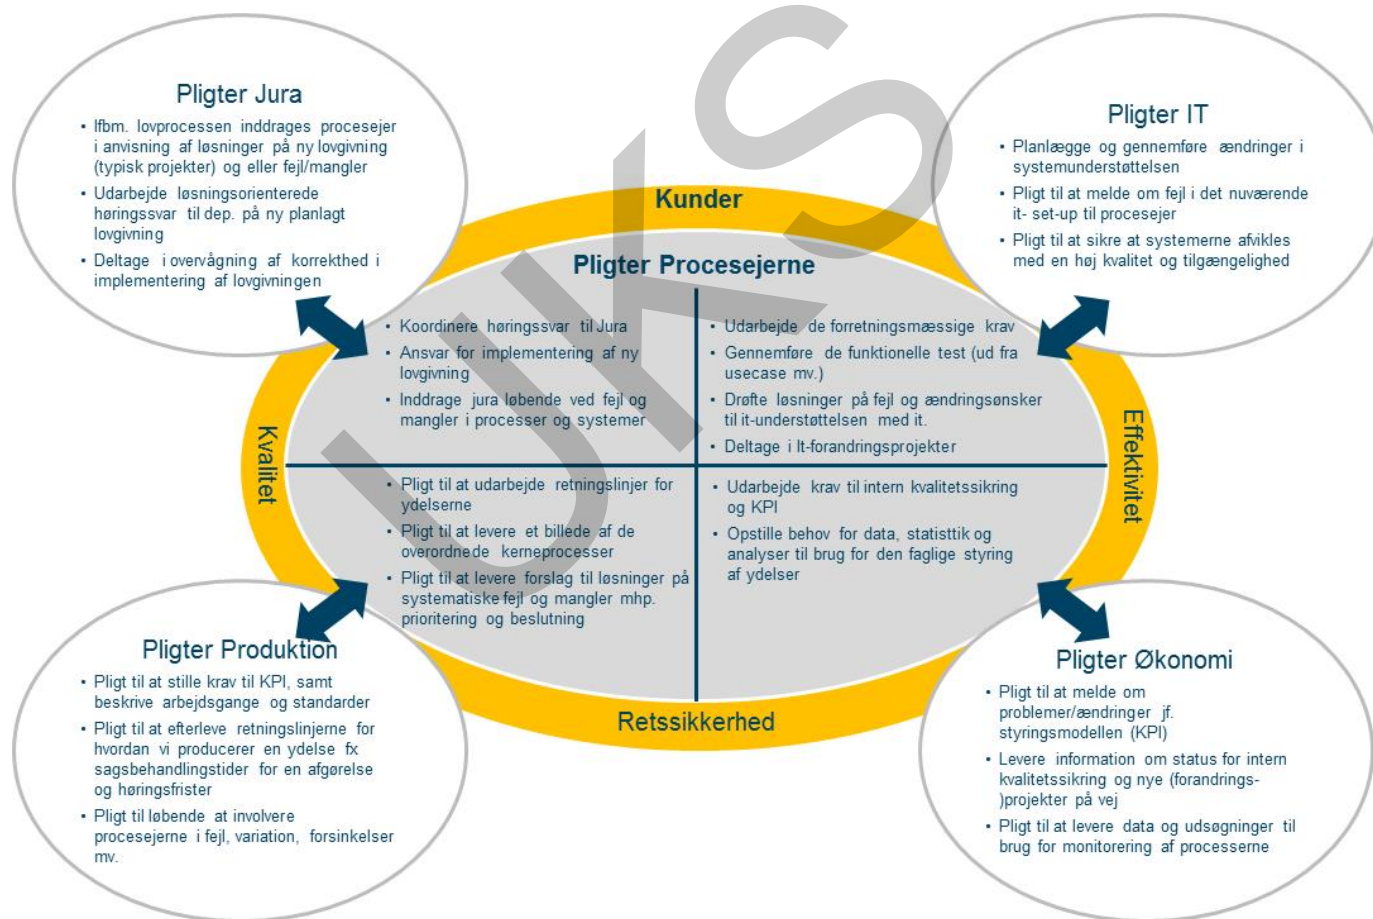 Pligter Jura
• Ifbm. lovprocessen inddrages procesejer
i anvisning af løsninger på ny lovgivning
(typisk projekter) og eller fejl/mangler
• Udarbejde løsningsorienterede
høringssvar til dep. på ny planlagt
lovgivning
• Deltage i overvågning af korrekthed i
implementering af lovgivningen
Pligter IT
• Planlægge og gennemføre ændringer i
systemunderstøttelsen
• Pligt til at melde om fejl i det nuværende
it- set-up til procesejer
• Pligt til at sikre at systemerne afvikles
med en høj kvalitet og tilgængelighed
Kunder
Pligter Procesejerne
• Koordinere høringssvar til Jura
• Ansvar for implementering af ny
lovgivning
• Inddrage jura løbende ved fejl og
mangler i processer og systemer
• Udarbejde de forretningsmæssige krav
• Gennemføre de funktionelle test (ud fra
usecase mv.)
• Drøfte løsninger på fejl og ændringsønsker
til it-understøttelsen med it.
• Deltage i It-forandringsprojekter
Kvalitet
Effektivitet
• Pligt til at udarbejde retningslinjer for
ydelserne
• Pligt til at levere et billede af de
overordnede kerneprocesser
• Pligt til at levere forslag til løsninger på
systematiske fejl og mangler mhp.
prioritering og beslutning
• Udarbejde krav til intern kvalitetssikring
og KPI
• Opstille behov for data, statisttik og
analyser til brug for den faglige styring
af ydelser
Retssikkerhed
Pligter Produktion
• Pligt til at stille krav til KPI, samt
beskrive arbejdsgange og standarder
• Pligt til at efterleve retningslinjerne for
hvordan vi producerer en ydelse fx
sagsbehandlingstider for en afgørelse
og høringsfrister
• Pligt til løbende at involvere
procesejerne i fejl, variation, forsinkelser
mv.
Pligter Økonomi
• Pligt til at melde om
problemer/ændringer jf.
styringsmodellen (KPI)
• Levere information om status for intern
kvalitetssikring og nye (forandrings-
)projekter på vej
• Pligt til at levere data og udsøgninger til
brug for monitorering af processerne
UKS